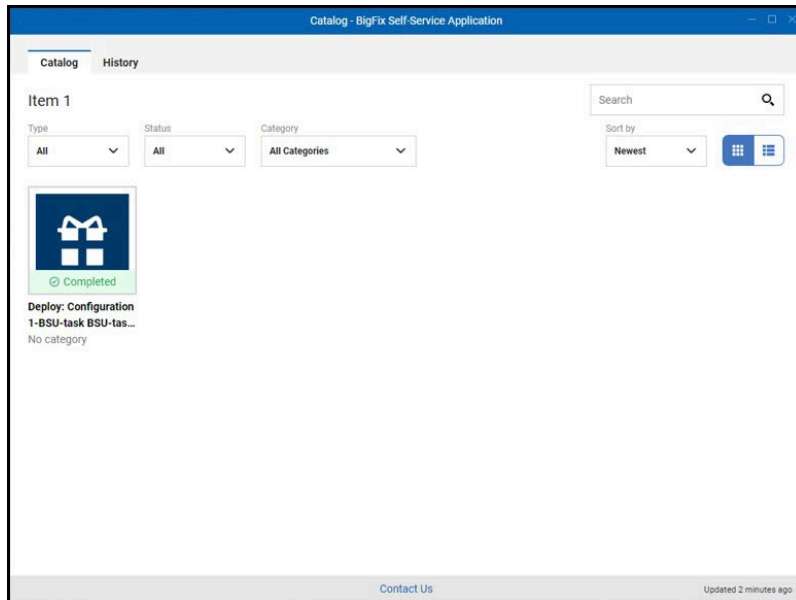 Catalog - BigFix Self-Service Application
Catalog History
Item 1
Search
Type Status Category Sort by
All All All Categories Newest
Completed
Deploy: Configuration
1-BSU-task BSU-tas...
No category
Contact Us Updated 2 minutes ago